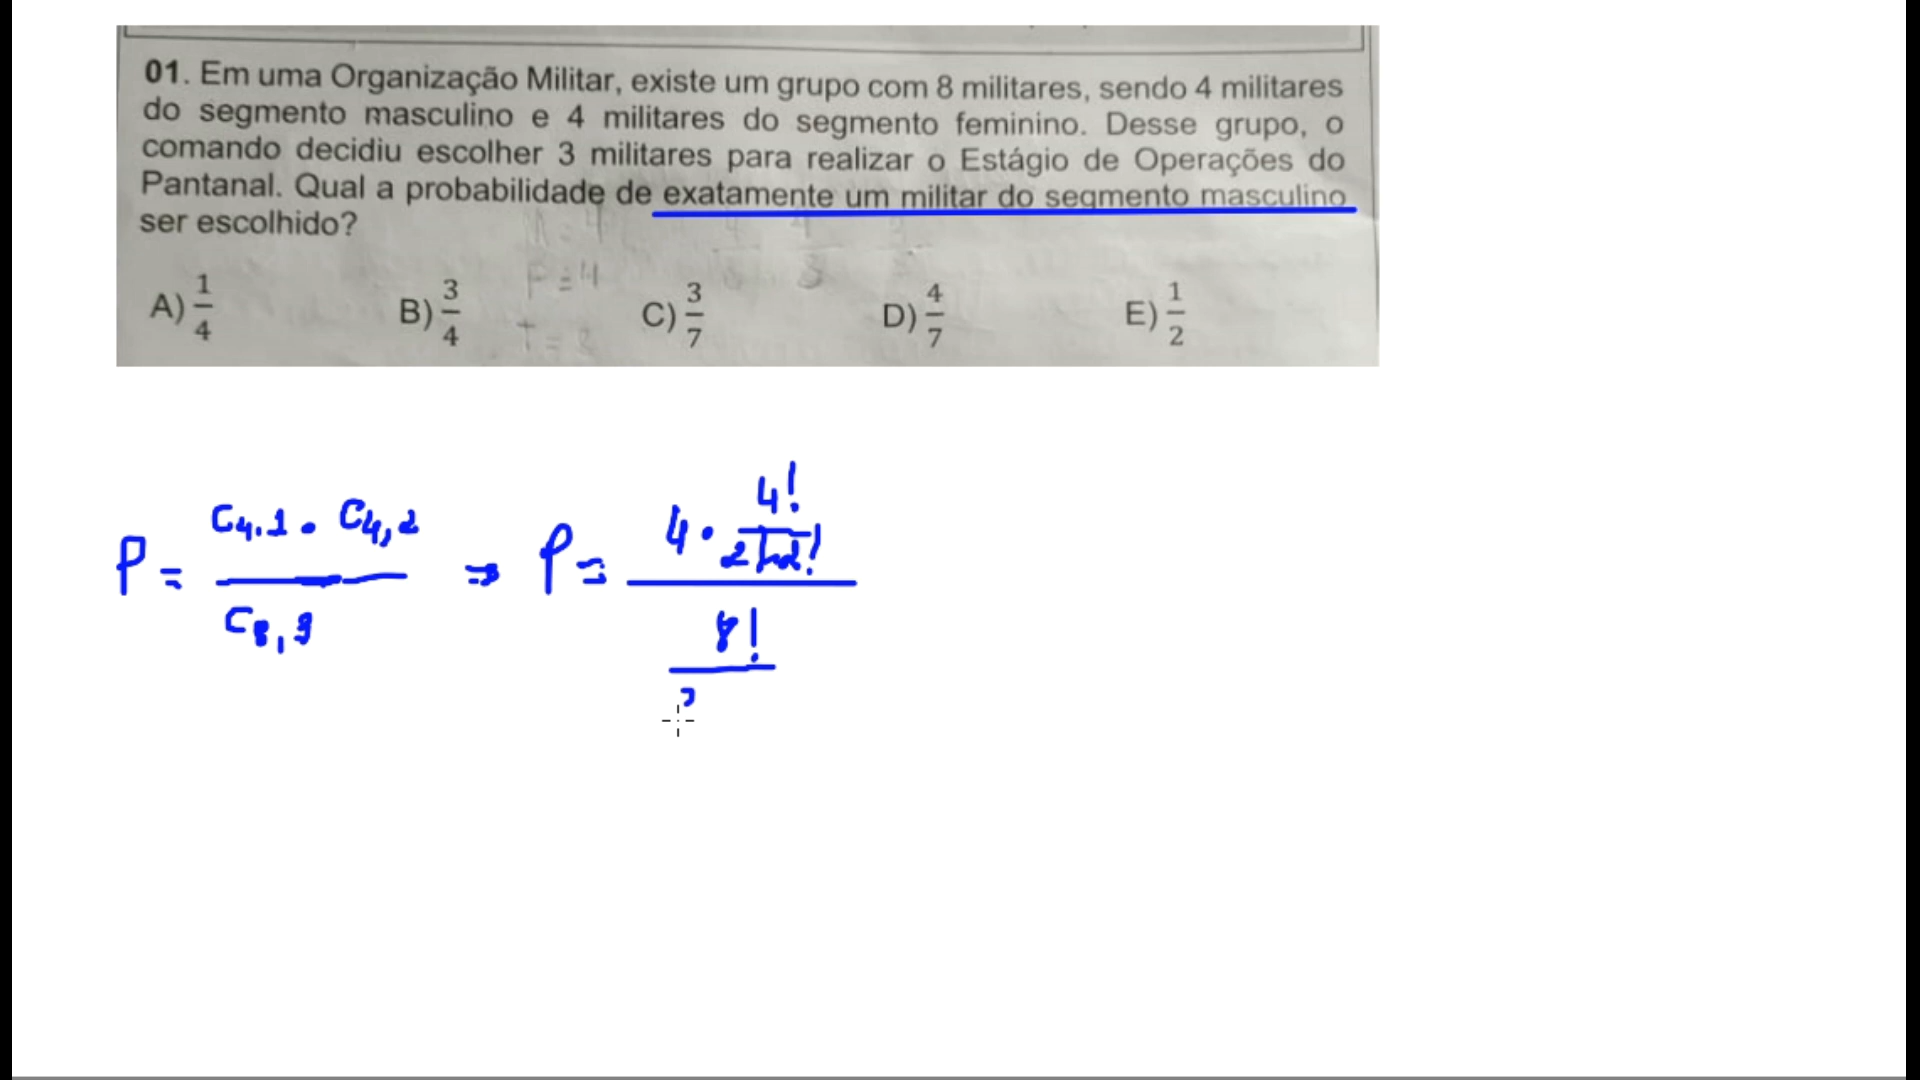 01. Em uma Organização Militar, existe um grupo com 8 militares, sendo 4 militares
do segmento masculino e 4 militares do segmento feminino. Desse grupo, o
comando decidiu escolher 3 militares para realizar o Estágio de Operações do
Pantanal. Qual a probabilidade de exatamente um militar do segmento masculino
ser escolhido?
A) 1/4 B) 3/4 C) 3/7 D) 4/7 E) 1/2
P = C4,1 . C4,2 / C8,3 ⇒ P = 4 . 4! / 2! 2! / 8!